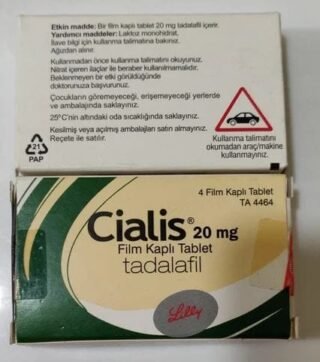 Etkin madde: Bir film kaplı tablet 20 mg tadalafil içerir.
Yardımcı maddeler: Laktoz monohidrat.
İlave bilgi için kullanma talimatına bakınız.
Ağızdan alınır.
Kullanmadan önce kullanma talimatını okuyunuz.
Nitrat içeren ilaçlar ile beraber kullanılmamalıdır.
Beklenmeyen bir etki görüldüğünde
doktorunuza başvurunuz.
Çocukların göremeyeceği, erişemeyeceği yerlerde
ve ambalajında saklayınız.
25°C'nin altındaki oda sıcaklığında saklayınız.
Kesilmiş veya açılmış ambalajları satın almayınız.
Reçete ile satılır.
21
PAP
Kullanma talimatını
okumadan araç/makine
kullanmayınız.
4 Film Kaplı Tablet
TA 4464
Cialis® 20 mg
Film Kaplı Tablet
tadalafil
Lilly